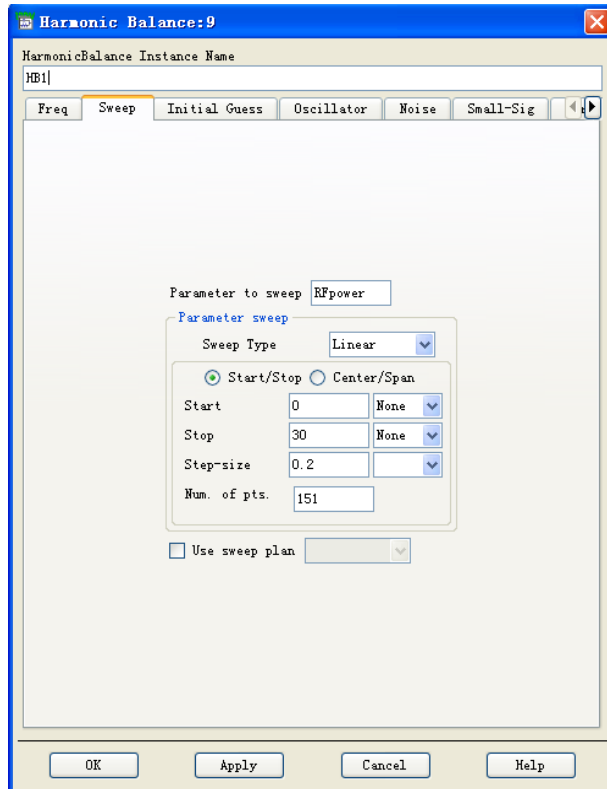 Harmonic Balance:9
HarmonicBalance Instance Name
HB1
Freq Sweep Initial Guess Oscillator Noise Small-Sig
Parameter to sweep RFpower
Parameter sweep
Sweep Type Linear
Start/Stop Center/Span
Start 0 None
Stop 30 None
Step-size 0.2
Num. of pts. 151
Use sweep plan
OK Apply Cancel Help